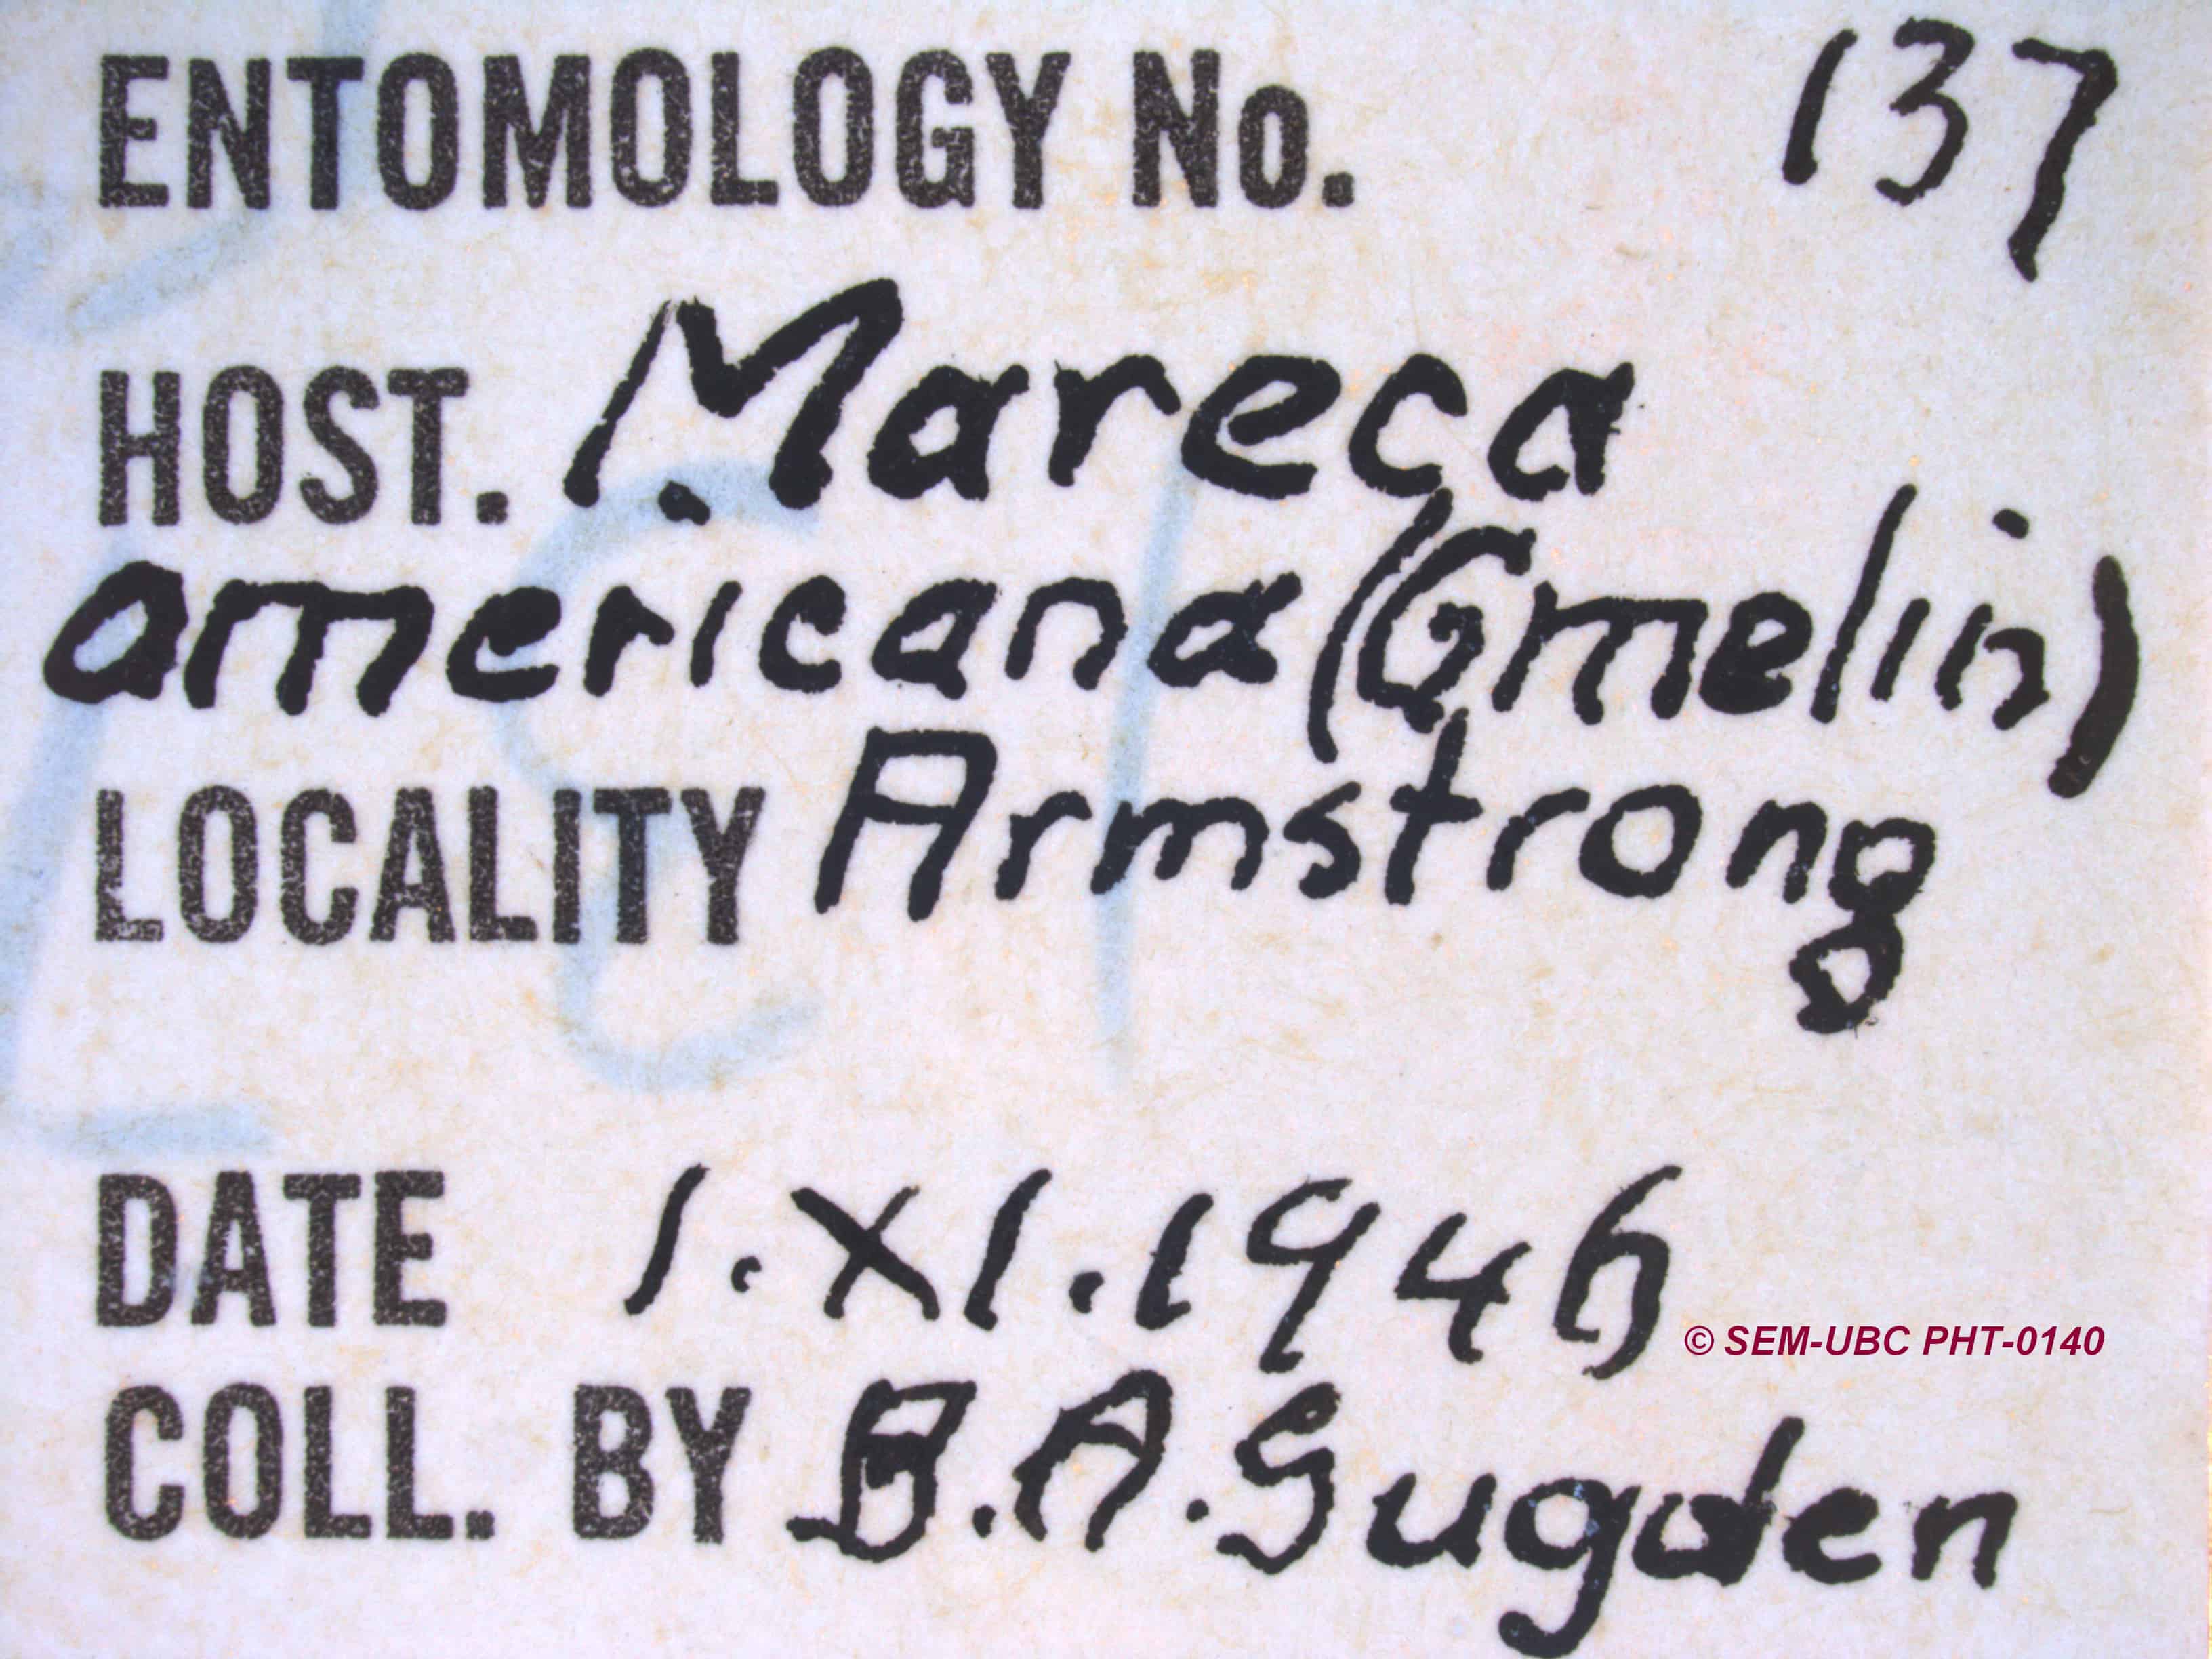 ENTOMOLOGY No. 137
HOST. Mareca
americana (Gmelin)
LOCALITY Armstrong
DATE 1.XI.1946
© SEM-UBC PHT-0140
COLL. BY B.A.Sugden